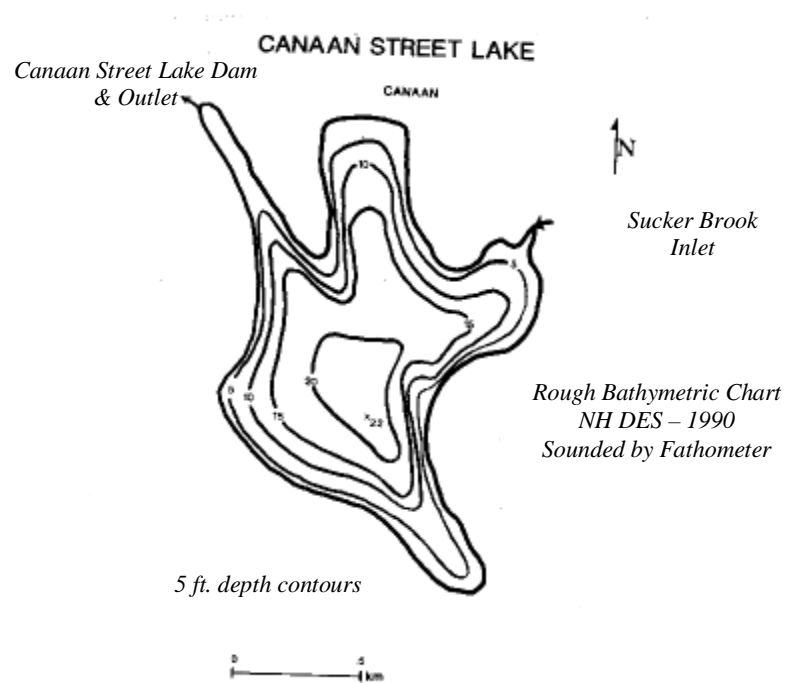 CANAAN STREET LAKE
Canaan Street Lake Dam
& Outlet
CANAAN
N
Sucker Brook
Inlet
10
5
15
20
5
10
15
x22
Rough Bathymetric Chart
NH DES – 1990
Sounded by Fathometer
5 ft. depth contours
0 .5
km